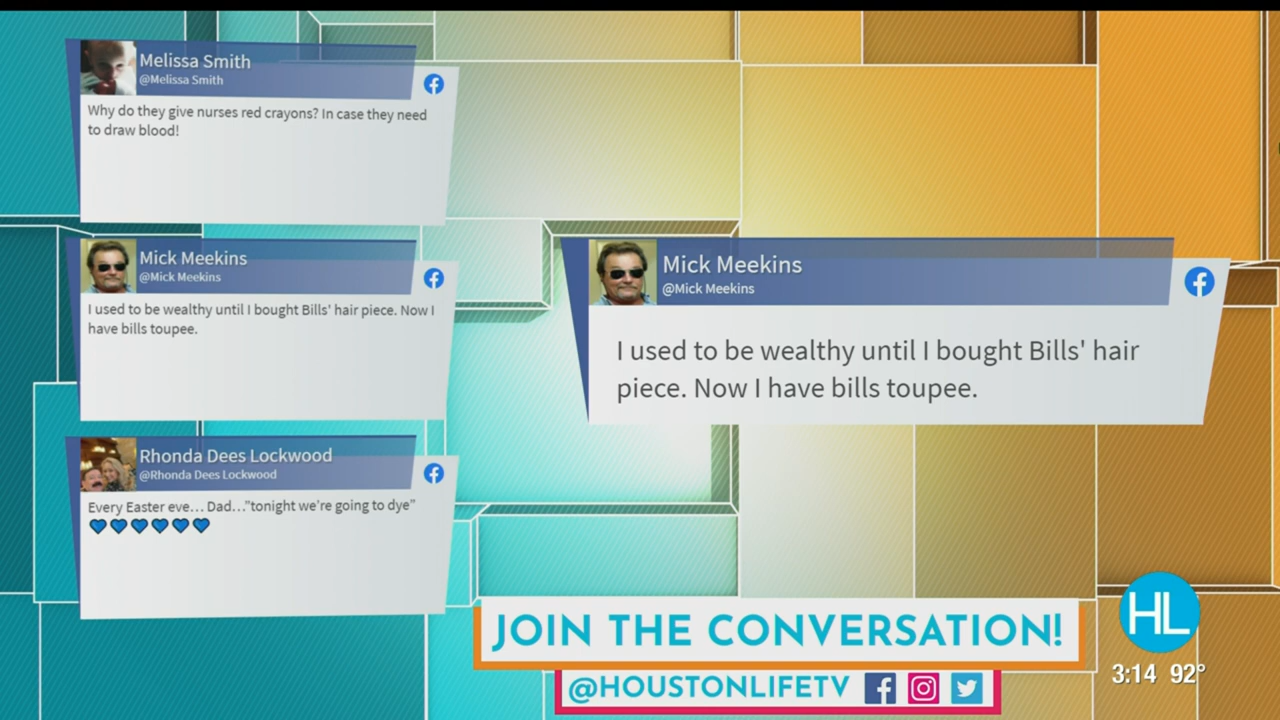 Melissa Smith
@Melissa Smith
Why do they give nurses red crayons? In case they need
to draw blood!
Mick Meekins
@Mick Meekins
I used to be wealthy until I bought Bills' hair piece. Now I
have bills toupee.
Rhonda Dees Lockwood
@Rhonda Dees Lockwood
Every Easter eve... Dad..."tonight we're going to dye"
💙💙💙💙💙💙
Mick Meekins
@Mick Meekins
I used to be wealthy until I bought Bills' hair
piece. Now I have bills toupee.
JOIN THE CONVERSATION!
@HOUSTONLIFETV
HL
3:14 92°